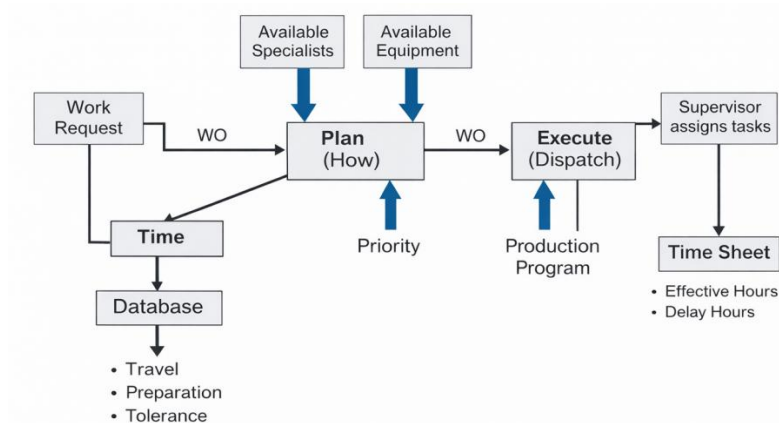 Available
Specialists
Available
Equipment
Work
Request
WO
Plan
(How)
WO
Execute
(Dispatch)
Supervisor
assigns tasks
Time
Priority
Production
Program
Time Sheet
• Effective Hours
• Delay Hours
Database
• Travel
• Preparation
• Tolerance